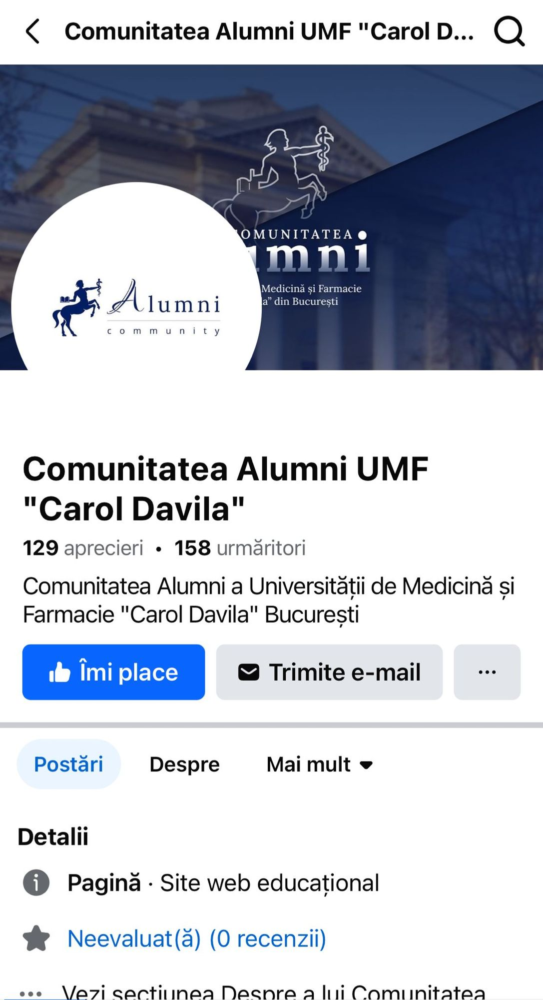 Comunitatea Alumni UMF "Carol D...
OMUNITATEA
umni
Medicină și Farmacie
la” din București
Alumni
community
Comunitatea Alumni UMF
"Carol Davila"
129 aprecieri • 158 urmăritori
Comunitatea Alumni a Universității de Medicină și
Farmacie "Carol Davila" București
Îmi place
Trimite e-mail
Postări
Despre
Mai mult
Detalii
Pagină · Site web educațional
Neevaluat(ă) (0 recenzii)
Vezi secțiunea Despre a lui Comunitatea